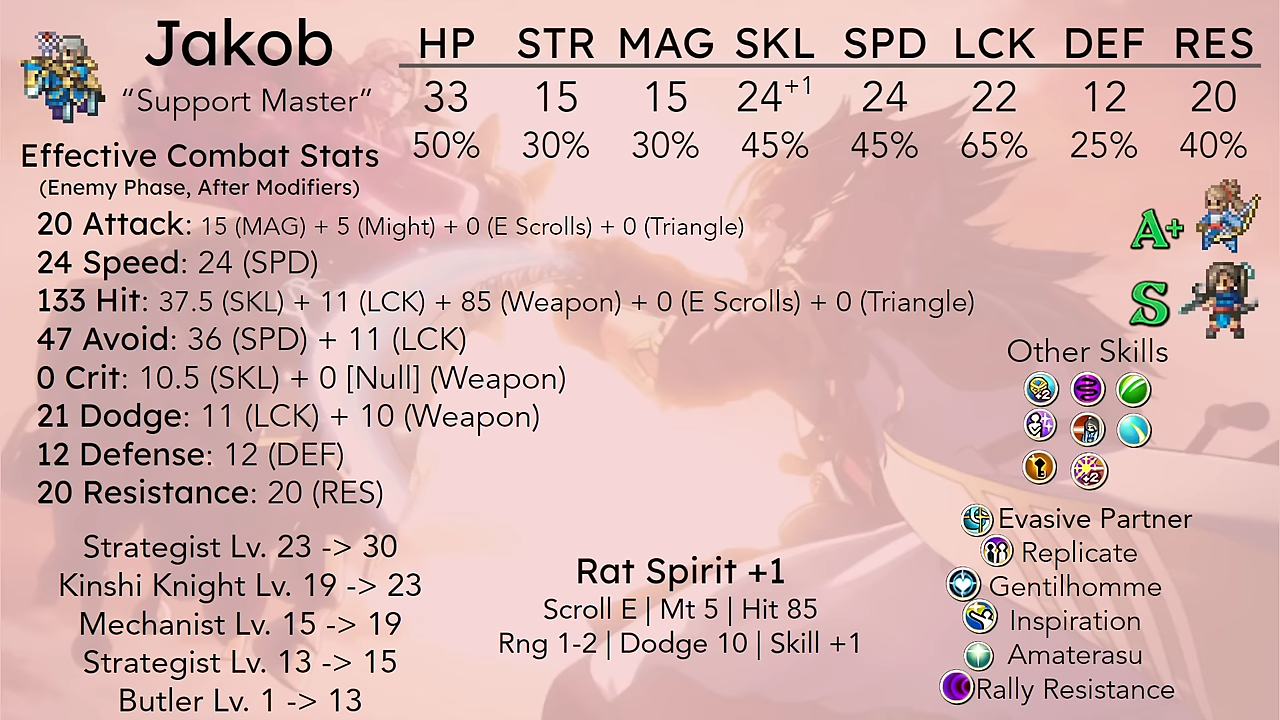 Jakob
"Support Master"
HP STR MAG SKL SPD LCK DEF RES
33 15 15 24+1 24 22 12 20
50% 30% 30% 45% 45% 65% 25% 40%
Effective Combat Stats
(Enemy Phase, After Modifiers)
20 Attack: 15 (MAG) + 5 (Might) + 0 (E Scrolls) + 0 (Triangle)
24 Speed: 24 (SPD)
133 Hit: 37.5 (SKL) + 11 (LCK) + 85 (Weapon) + 0 (E Scrolls) + 0 (Triangle)
47 Avoid: 36 (SPD) + 11 (LCK)
0 Crit: 10.5 (SKL) + 0 [Null] (Weapon)
21 Dodge: 11 (LCK) + 10 (Weapon)
12 Defense: 12 (DEF)
20 Resistance: 20 (RES)
A+
S
Other Skills
+2
<2
Strategist Lv. 23 -> 30
Kinshi Knight Lv. 19 -> 23
Mechanist Lv. 15 -> 19
Strategist Lv. 13 -> 15
Butler Lv. 1 -> 13
Rat Spirit +1
Scroll E | Mt 5 | Hit 85
Rng 1-2 | Dodge 10 | Skill +1
Evasive Partner
Replicate
Gentilhomme
Inspiration
Amaterasu
Rally Resistance